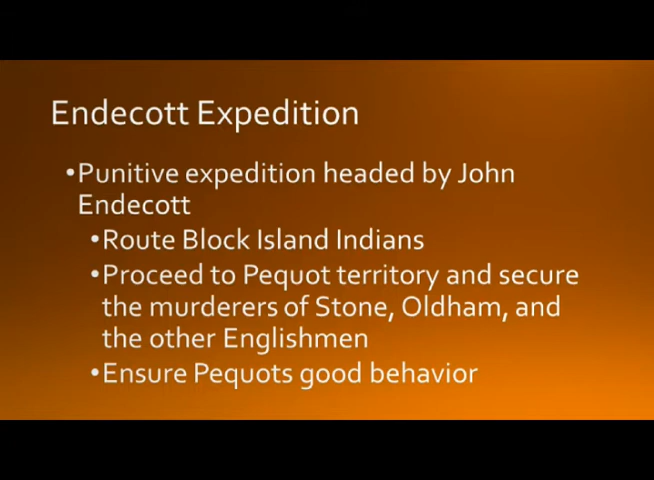 Endecott Expedition
•Punitive expedition headed by John
Endecott
•Route Block Island Indians
•Proceed to Pequot territory and secure
the murderers of Stone, Oldham, and
the other Englishmen
•Ensure Pequots good behavior